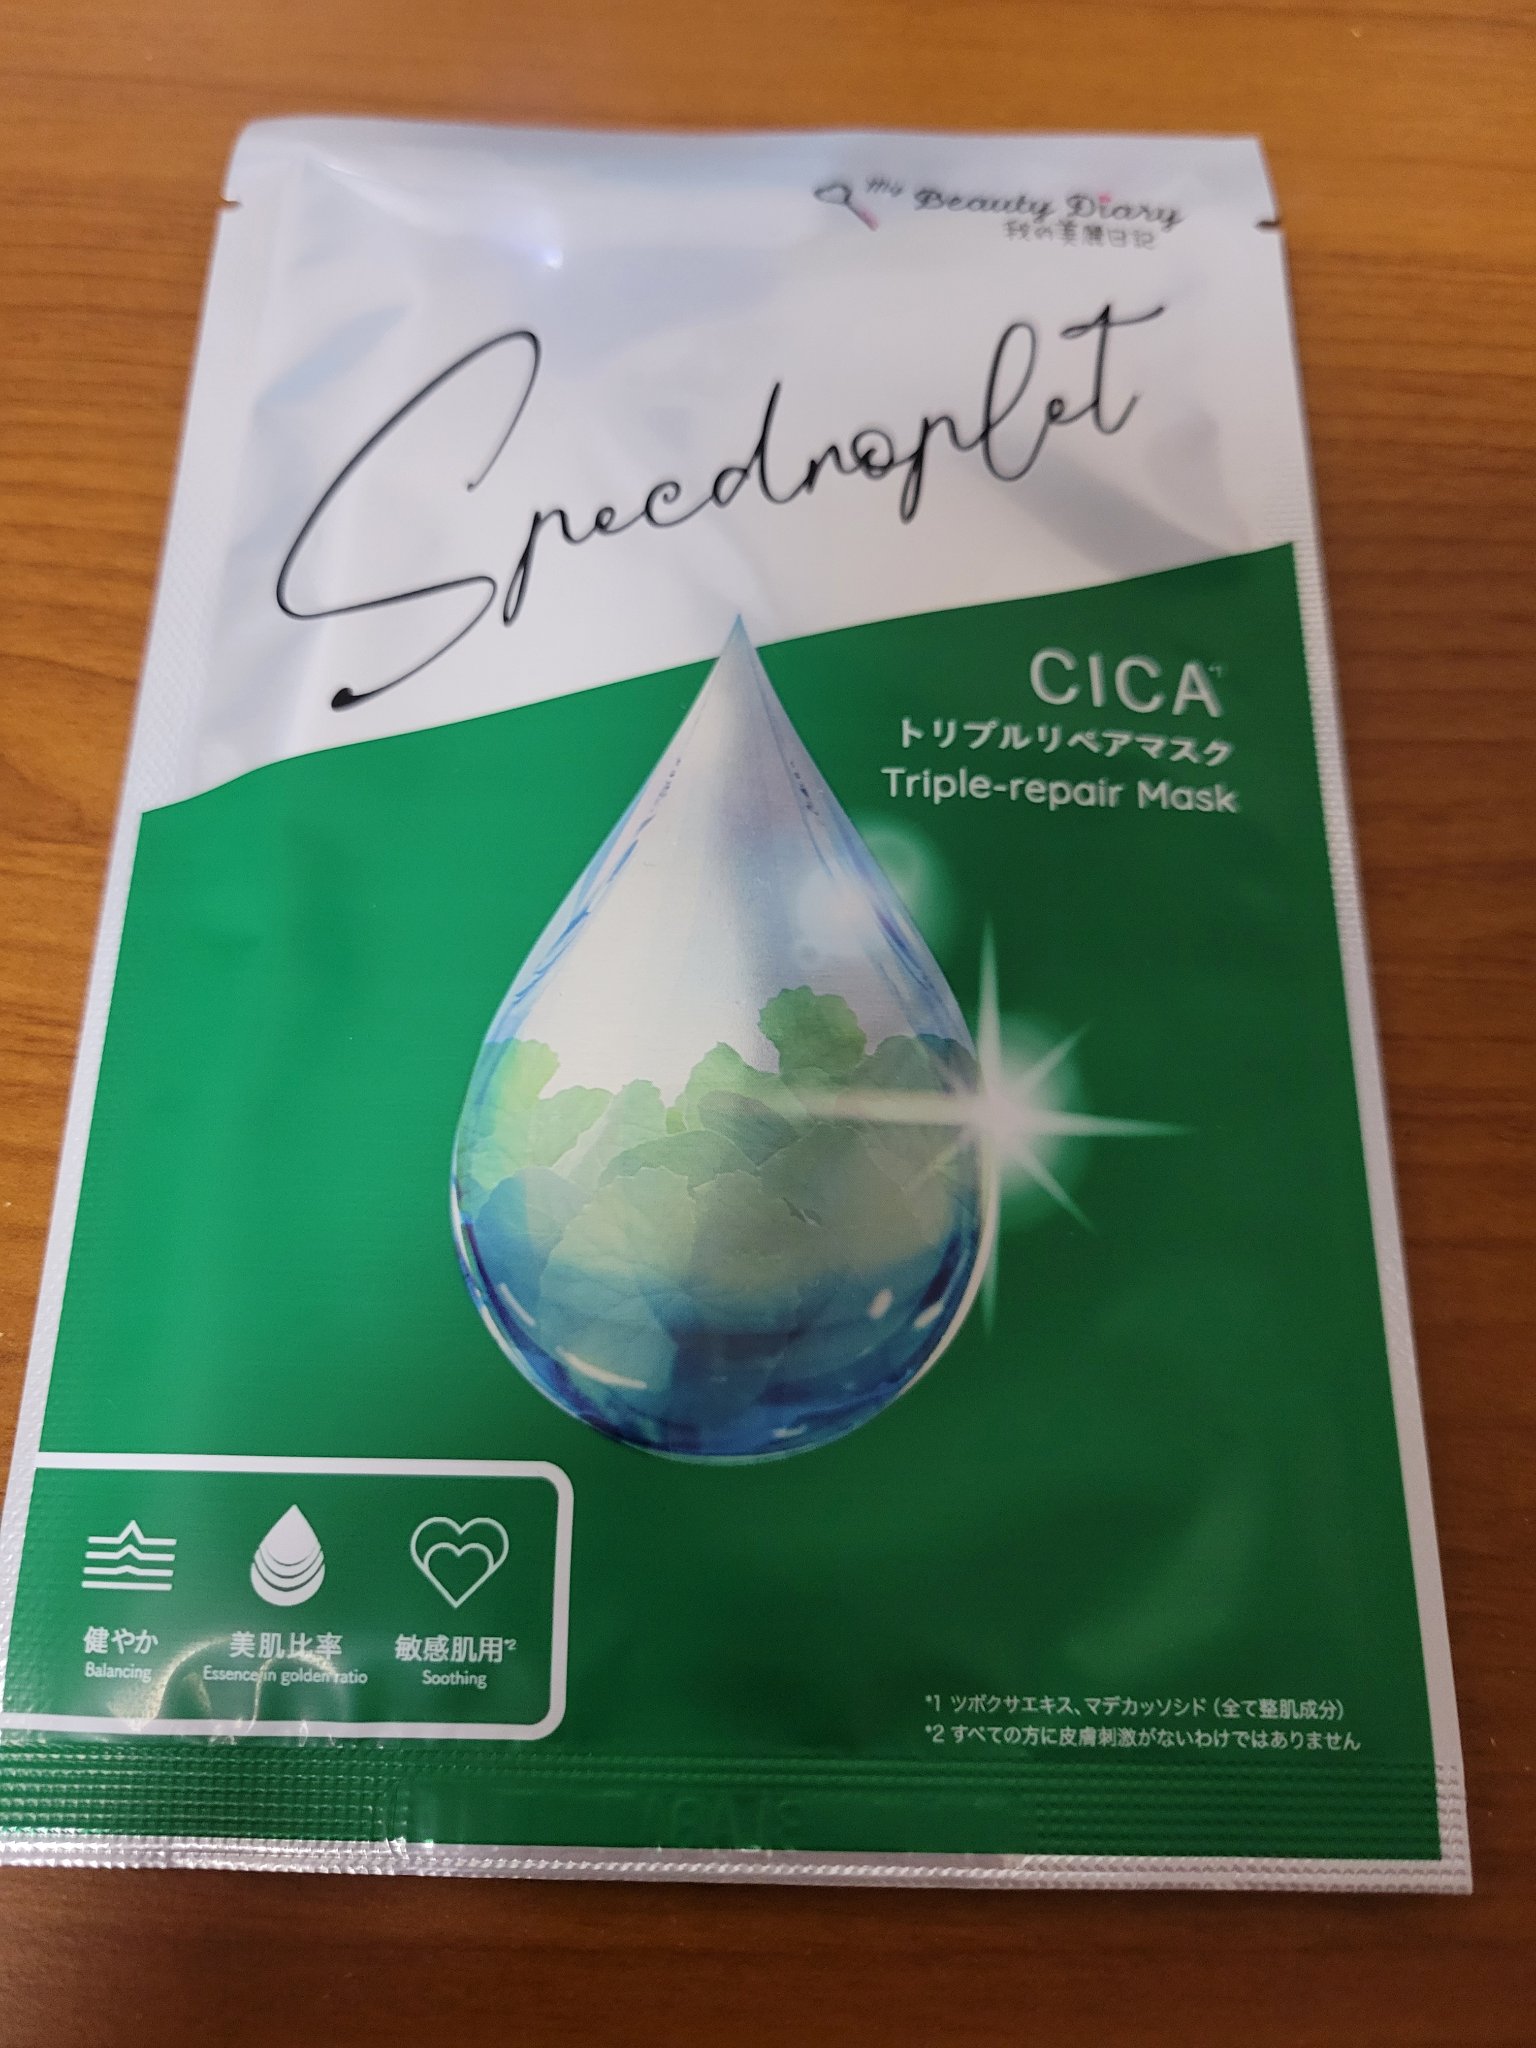 my Beauty Diary
我的美麗日記
Specdroplet
CICA*1
トリプルリペアマスク
Triple-repair Mask
健やか
Balancing
美肌比率
Essence in golden ratio
敏感肌用*2
Soothing
*1 ツボクサエキス、マデカッソシド（全て整肌成分）
*2 すべての方に皮膚刺激がないわけではありません